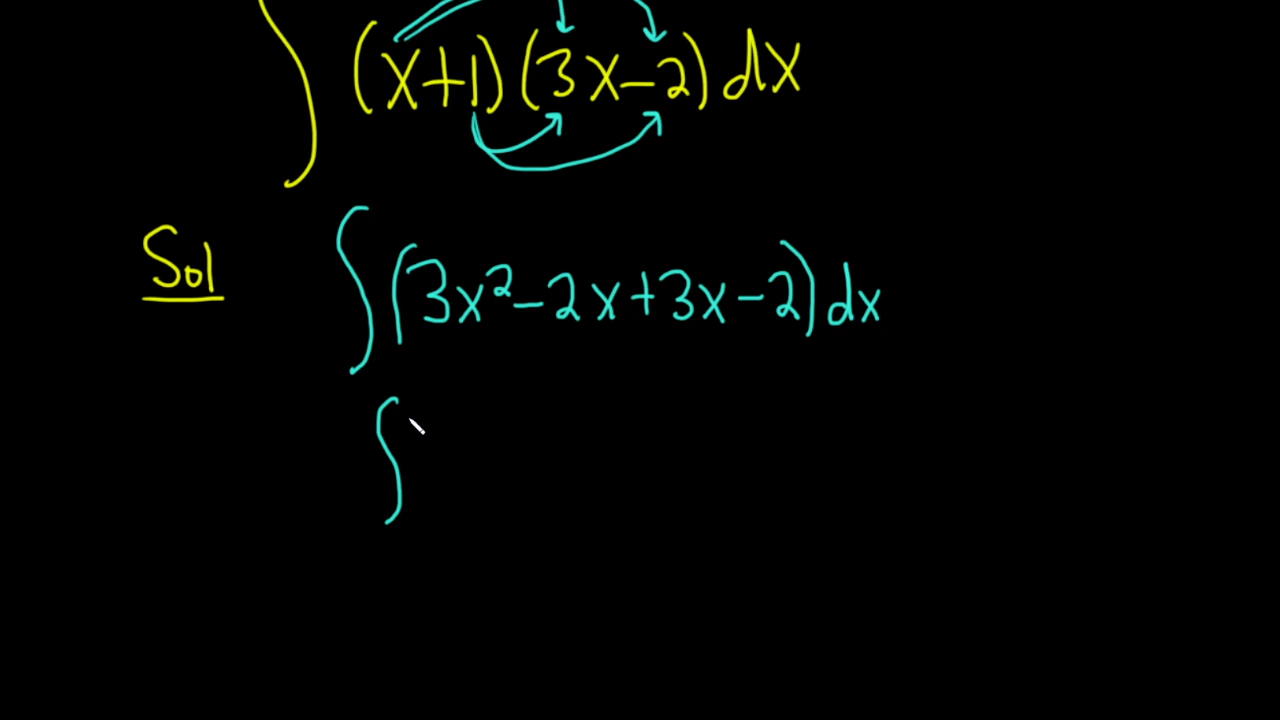 ∫ (x+1)(3x-2) dx
Sol ∫ (3x²-2x+3x-2) dx
∫